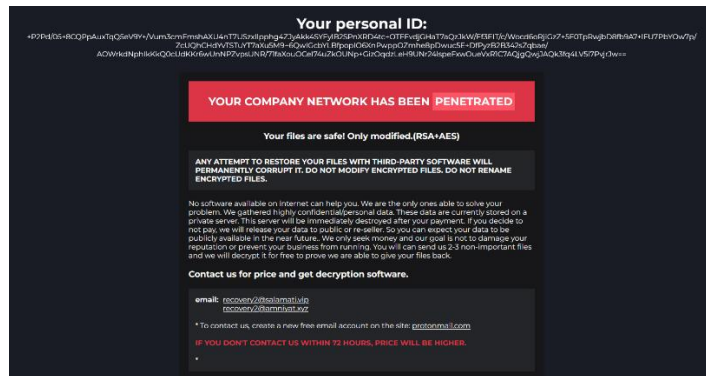 Your personal ID:
YOUR COMPANY NETWORK HAS BEEN PENETRATED
Your files are safe! Only modified.(RSA+AES)
ANY ATTEMPT TO RESTORE YOUR FILES WITH THIRD-PARTY SOFTWARE WILL
PERMANENTLY CORRUPT IT. DO NOT MODIFY ENCRYPTED FILES. DO NOT RENAME
ENCRYPTED FILES.
No software available on internet can help you. We are the only ones able to solve your
problem. We gathered highly confidential/personal data. These data are currently stored on a
private server. This server will be immediately destroyed after your payment. If you decide to
not pay, we will release your data to public or re-seller. So you can expect your data to be
publicly available in the near future.. We only seek money and our goal is not to damage your
reputation or prevent your business from running. You will can send us 2-3 non-important files
and we will decrypt it for free to prove we are able to give your files back.
Contact us for price and get decryption software.
email: recovery2@salamati.vip
recovery2@amniyat.xyz
* To contact us, create a new free email account on the site: protonmail.com
IF YOU DON'T CONTACT US WITHIN 72 HOURS, PRICE WILL BE HIGHER.
*